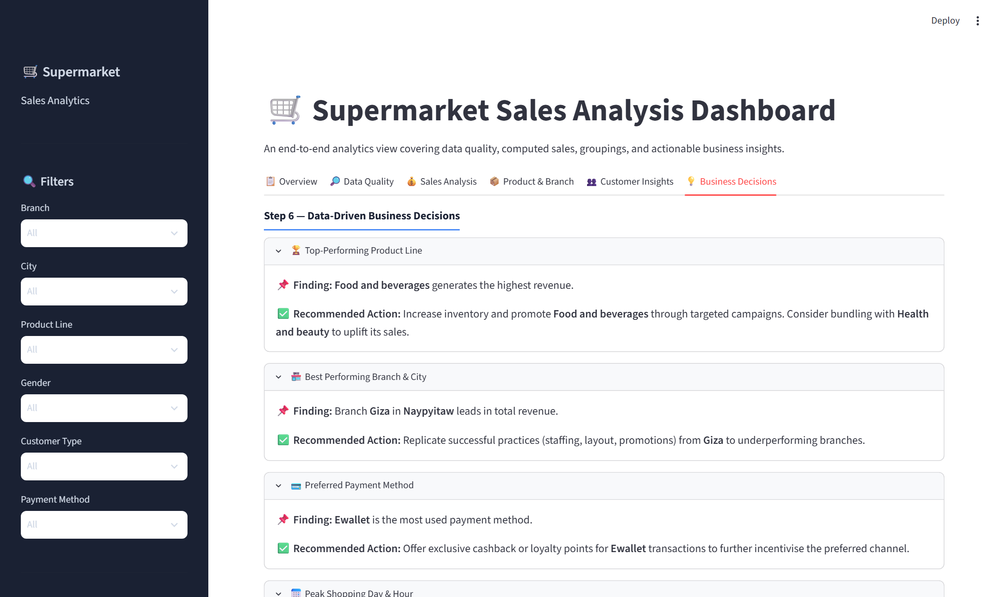 Deploy
Supermarket
Sales Analytics
Filters
Branch
All
City
All
Product Line
All
Gender
All
Customer Type
All
Payment Method
All
Supermarket Sales Analysis Dashboard
An end-to-end analytics view covering data quality, computed sales, groupings, and actionable business insights.
Overview Data Quality Sales Analysis Product & Branch Customer Insights Business Decisions
Step 6 — Data-Driven Business Decisions
Top-Performing Product Line
Finding: Food and beverages generates the highest revenue.
Recommended Action: Increase inventory and promote Food and beverages through targeted campaigns. Consider bundling with Health
and beauty to uplift its sales.
Best Performing Branch & City
Finding: Branch Giza in Naypyitaw leads in total revenue.
Recommended Action: Replicate successful practices (staffing, layout, promotions) from Giza to underperforming branches.
Preferred Payment Method
Finding: Ewallet is the most used payment method.
Recommended Action: Offer exclusive cashback or loyalty points for Ewallet transactions to further incentivise the preferred channel.
Peak Shopping Day & Hour